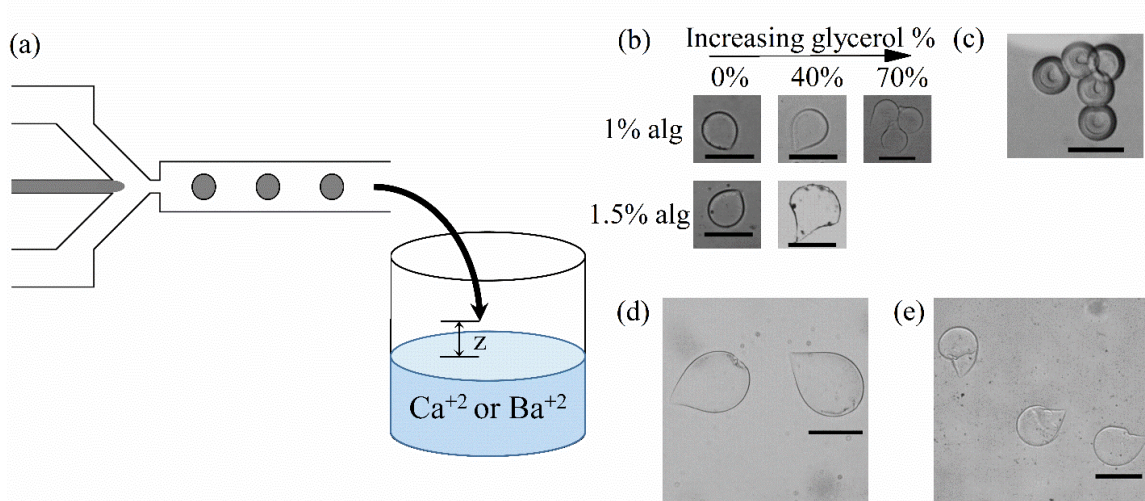 (a)
z
Ca+2 or Ba+2
(b)
Increasing glycerol %
0% 40% 70%
1% alg
1.5% alg
(c)
(d)
(e)